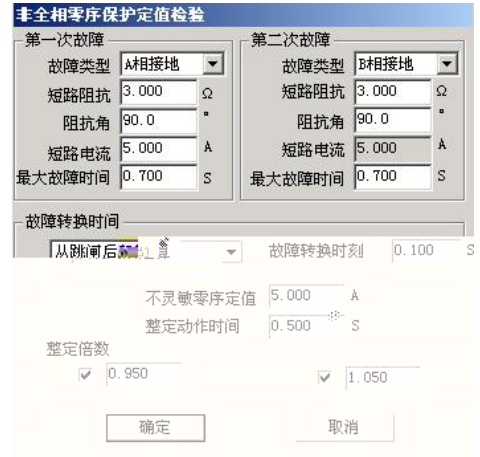 非全相零序保护定值检验
第一次故障
故障类型 A相接地
短路阻抗 3.000 Ω
阻抗角 90.0 °
短路电流 5.000 A
最大故障时间 0.700 S
第二次故障
故障类型 B相接地
短路阻抗 3.000 Ω
阻抗角 90.0 °
短路电流 5.000 A
最大故障时间 0.700 S
故障转换时间
从跳闸后 算
故障转换时刻 0.100 S
不灵敏零序定值 5.000 A
整定动作时间 0.500 S
整定倍数
0.950 1.050
确定 取消